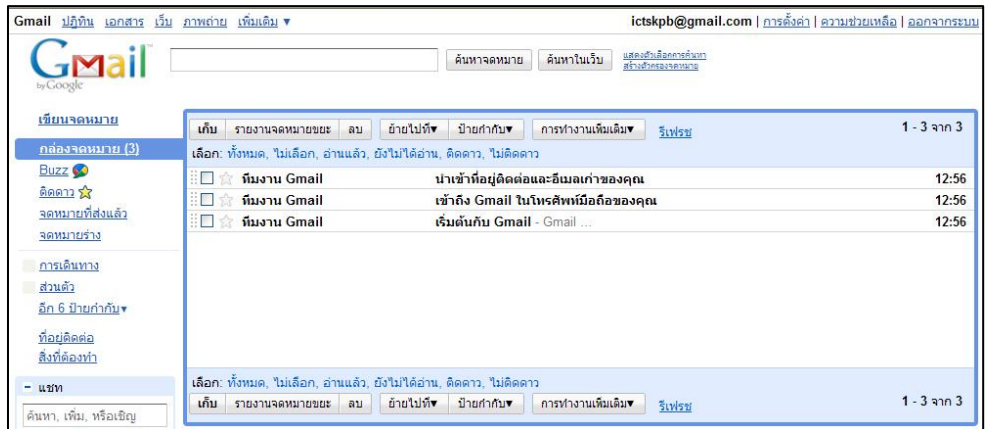 Gmail ปฏิทิน เอกสาร เว็บ ภาพถ่าย เพิ่มเติม ▼ ictskpb@gmail.com | การตั้งค่า | ความช่วยเหลือ | ออกจากระบบ
Gmail
by Google
ค้นหาจดหมาย ค้นหาในเว็บ
แสดงตัวเลือกการค้นหา
สร้างตัวกรองจดหมาย
เขียนจดหมาย
กล่องจดหมาย (3)
Buzz
ติดดาว
จดหมายที่ส่งแล้ว
จดหมายร่าง
การเดินทาง
ส่วนตัว
อีก 6 ป้ายกำกับ▼
ที่อยู่ติดต่อ
สิ่งที่ต้องทำ
− แชท
ค้นหา, เพิ่ม, หรือเชิญ
เก็บ รายงานจดหมายขยะ ลบ ย้ายไปที่▼ ป้ายกำกับ▼ การทำงานเพิ่มเติม▼ รีเฟรช 1 - 3 จาก 3
เลือก: ทั้งหมด, ไม่เลือก, อ่านแล้ว, ยังไม่ได้อ่าน, ติดดาว, ไม่ติดดาว
ทีมงาน Gmail นำเข้าที่อยู่ติดต่อและอีเมลเก่าของคุณ 12:56
ทีมงาน Gmail เข้าถึง Gmail ในโทรศัพท์มือถือของคุณ 12:56
ทีมงาน Gmail เริ่มต้นกับ Gmail - Gmail ... 12:56
เลือก: ทั้งหมด, ไม่เลือก, อ่านแล้ว, ยังไม่ได้อ่าน, ติดดาว, ไม่ติดดาว
เก็บ รายงานจดหมายขยะ ลบ ย้ายไปที่▼ ป้ายกำกับ▼ การทำงานเพิ่มเติม▼ รีเฟรช 1 - 3 จาก 3